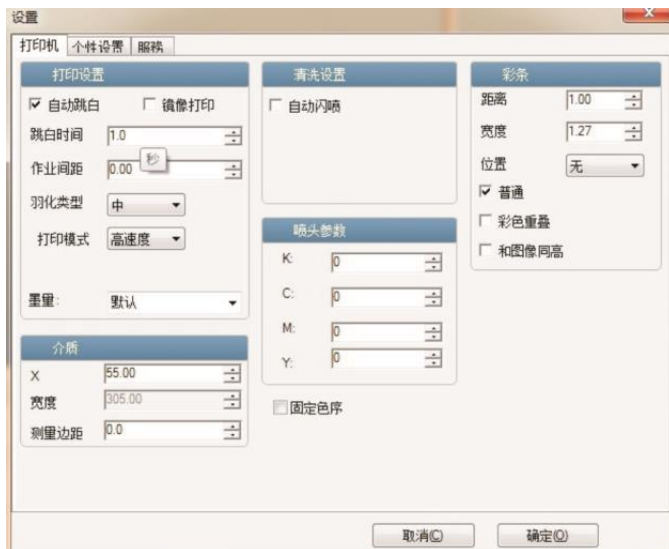 设置
打印机 个性设置 服務
打印设置
自动跳白 镜像打印
跳白时间 1.0
秒
作业间距 0.00
羽化类型 中
打印模式 高速度
墨量: 默认
介质
X 55.00
宽度 305.00
测量边距 0.0
清洗设置
自动闪喷
喷头参数
K: 0
C: 0
M: 0
Y: 0
固定色序
彩条
距离 1.00
宽度 1.27
位置 无
普通
彩色重叠
和图像同高
取消(C) 确定(O)